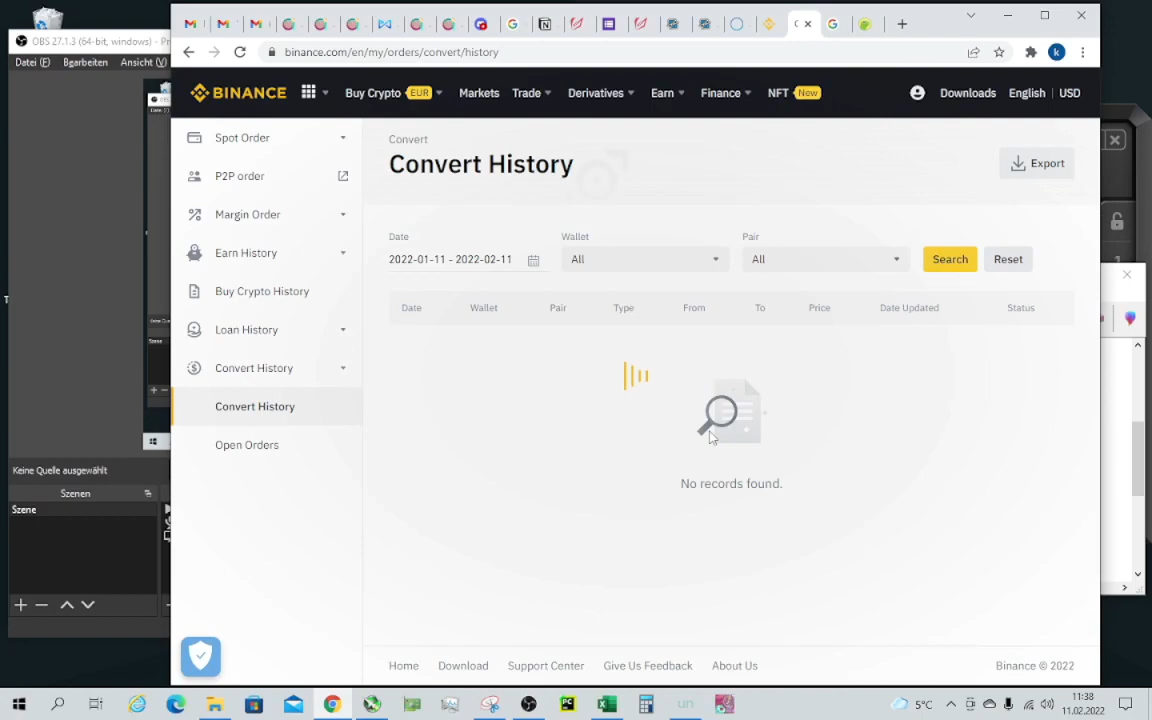 OBS 27.1.3 (64-bit, windows) - Pr
Datei (F) Bearbeiten Ansicht (V)
binance.com/en/my/orders/convert/history
k
BINANCE
Buy Crypto EUR Markets Trade Derivatives Earn Finance NFT New Downloads English USD
Spot Order
P2P order
Margin Order
Earn History
Buy Crypto History
Loan History
Convert History
Convert History
Open Orders
Convert
Convert History
Export
Date
Wallet
Pair
2022-01-11 - 2022-02-11
All
All
Search
Reset
Date Wallet Pair Type From To Price Date Updated Status
No records found.
Keine Quelle ausgewählt
Szenen
Szene
Home Download Support Center Give Us Feedback About Us Binance © 2022
5°C
11:38
11.02.2022